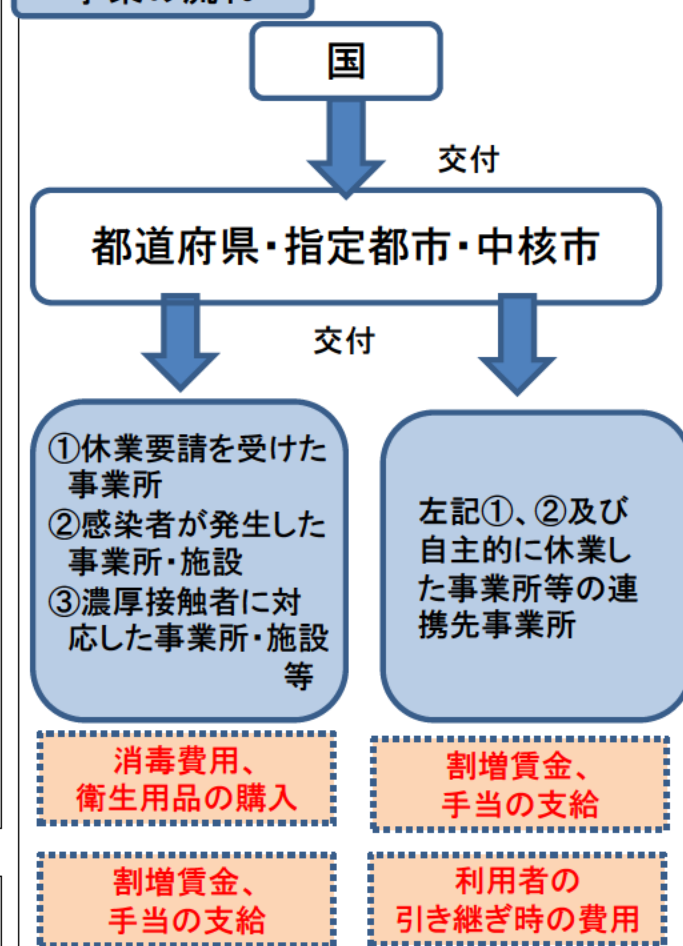 国
交付
都道府県・指定都市・中核市
交付
①休業要請を受けた
事業所
②感染者が発生した
事業所・施設
③濃厚接触者に対
応した事業所・施設
等
左記①、②及び
自主的に休業し
た事業所等の連
携先事業所
消毒費用、
衛生用品の購入
割増賃金、
手当の支給
割増賃金、
手当の支給
利用者の
引き継ぎ時の費用